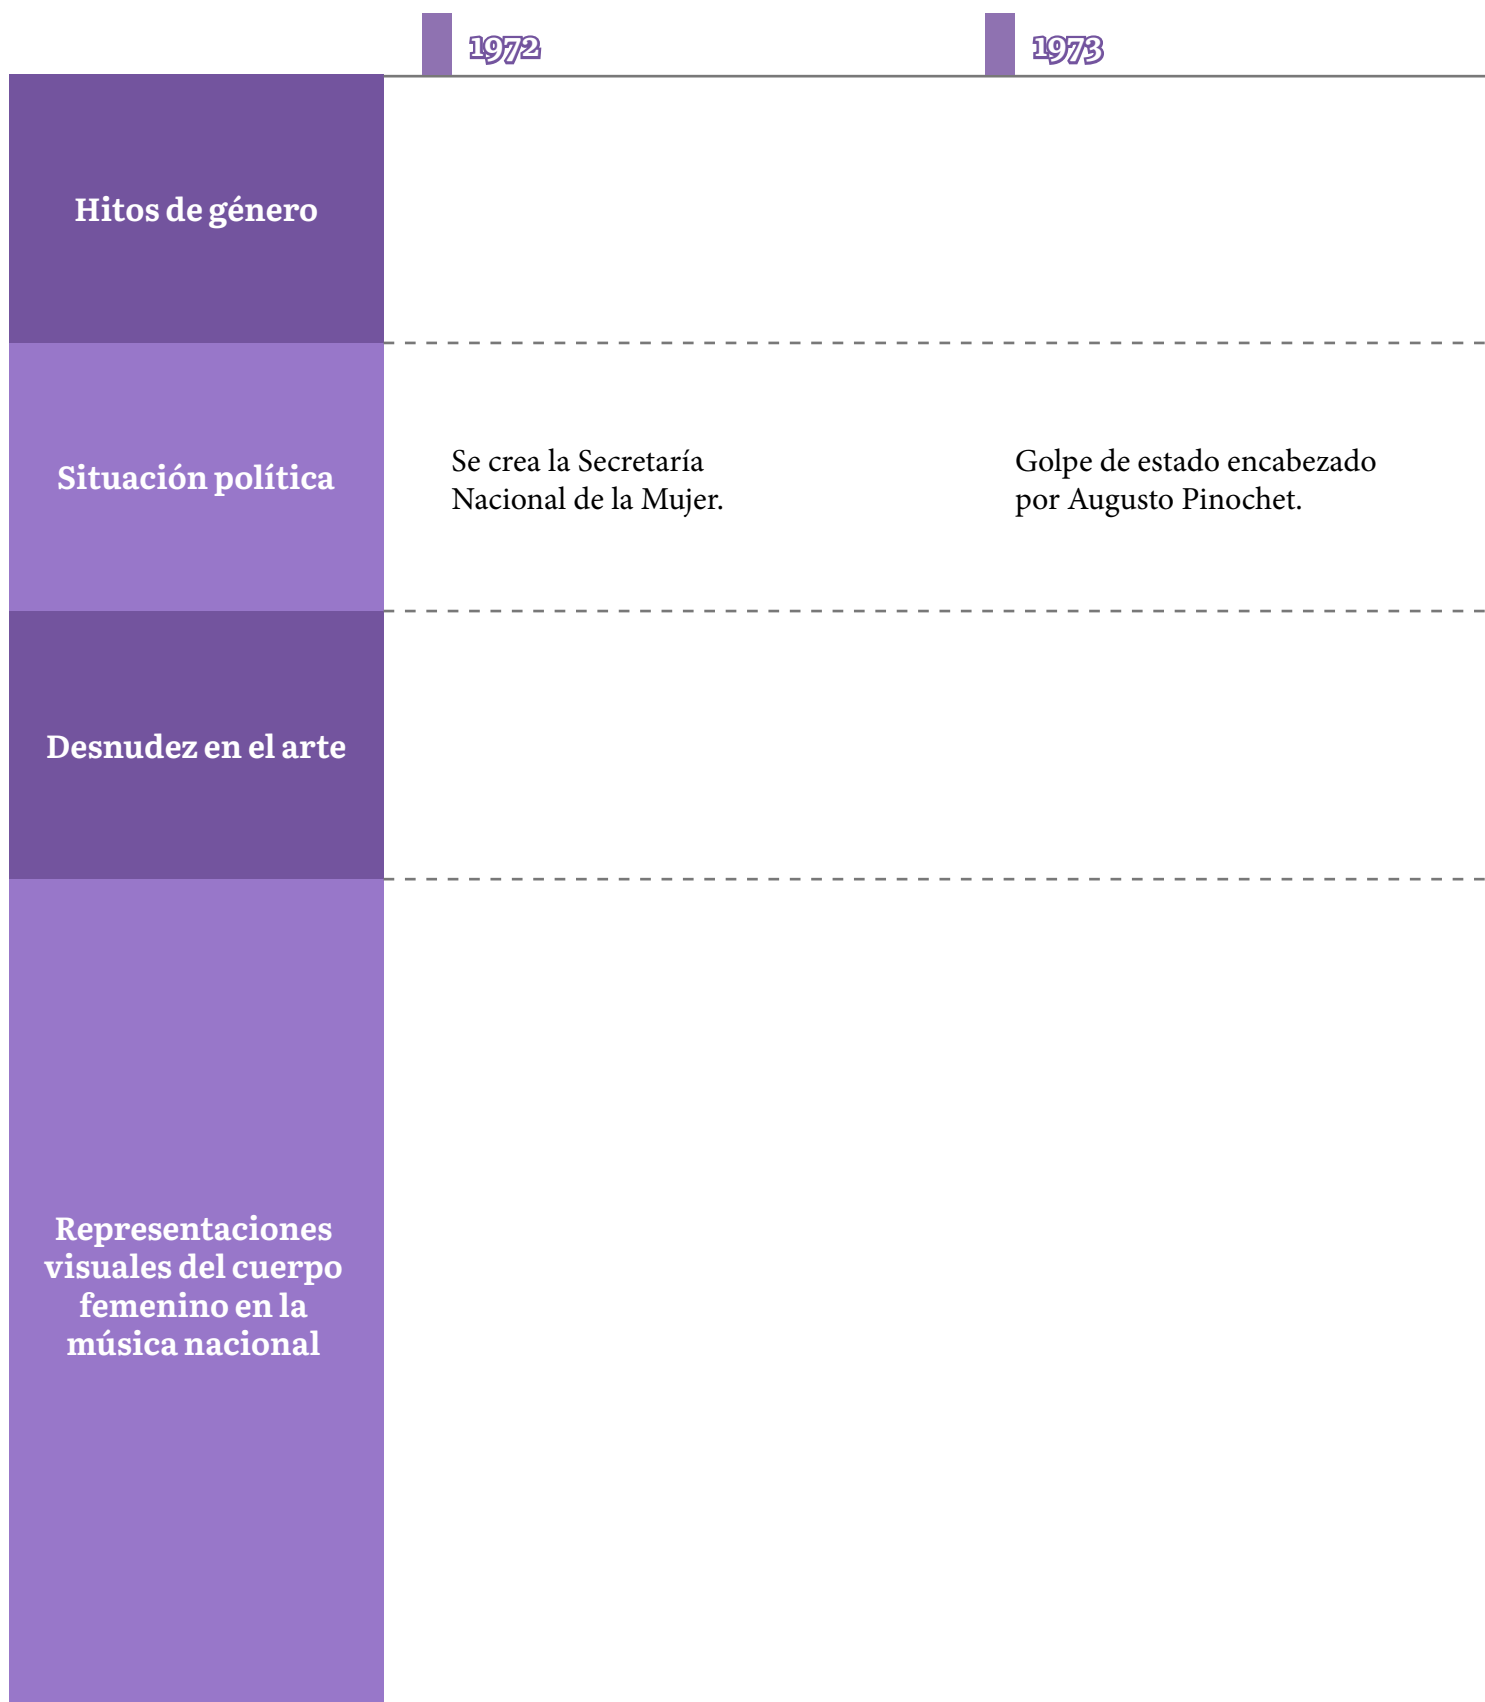 1972
1973
Hitos de género
Situación política
Se crea la Secretaría
Nacional de la Mujer.
Golpe de estado encabezado
por Augusto Pinochet.
Desnudez en el arte
Representaciones
visuales del cuerpo
femenino en la
música nacional